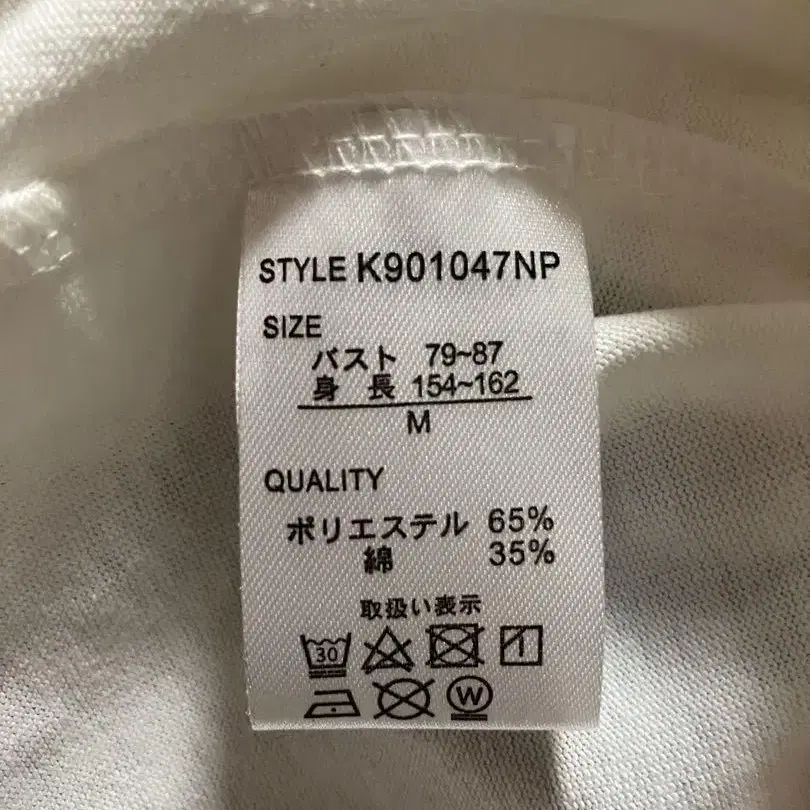 STYLE K901047NP
SIZE
バスト 79~87
身 長 154~162
M
QUALITY
ポリエステル 65%
綿 35%
取扱い表示
30
W